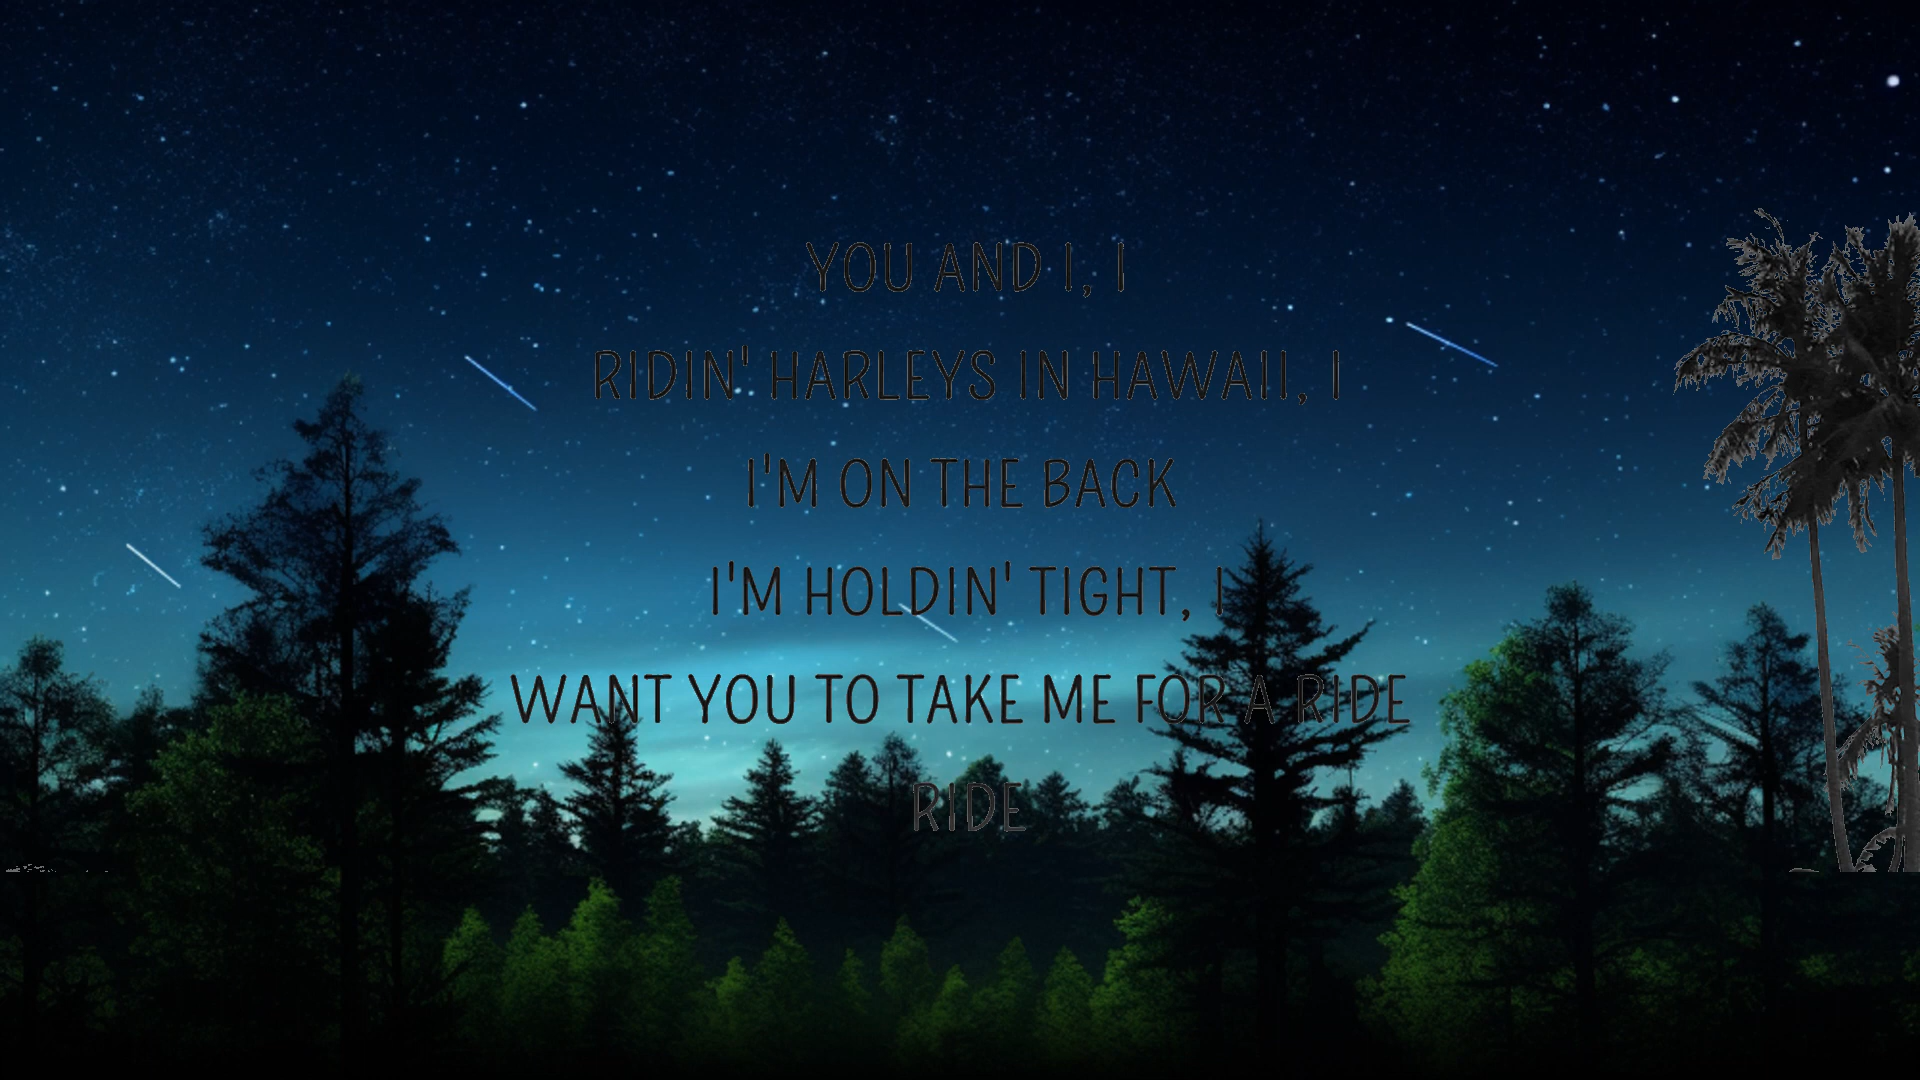 YOU AND I, I
RIDIN' HARLEYS IN HAWAII, I
I'M ON THE BACK
I'M HOLDIN' TIGHT, I
WANT YOU TO TAKE ME FOR A RIDE
RIDE